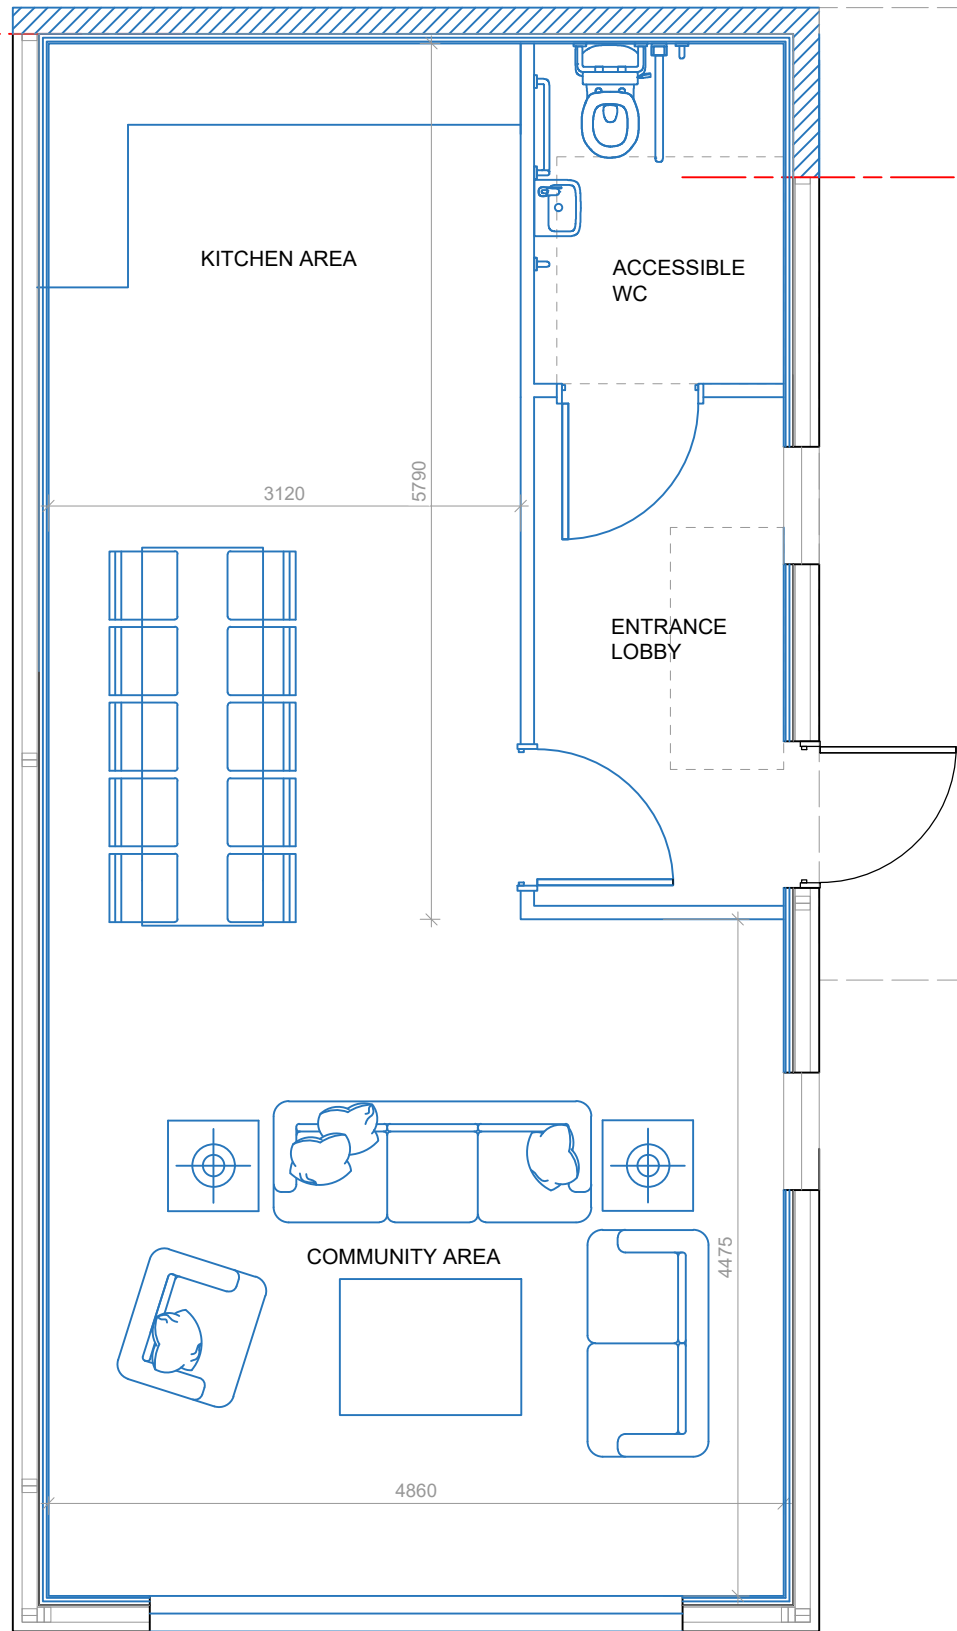 KITCHEN AREA
ACCESSIBLE
WC
3120
5790
ENTRANCE
LOBBY
COMMUNITY AREA
4475
4860